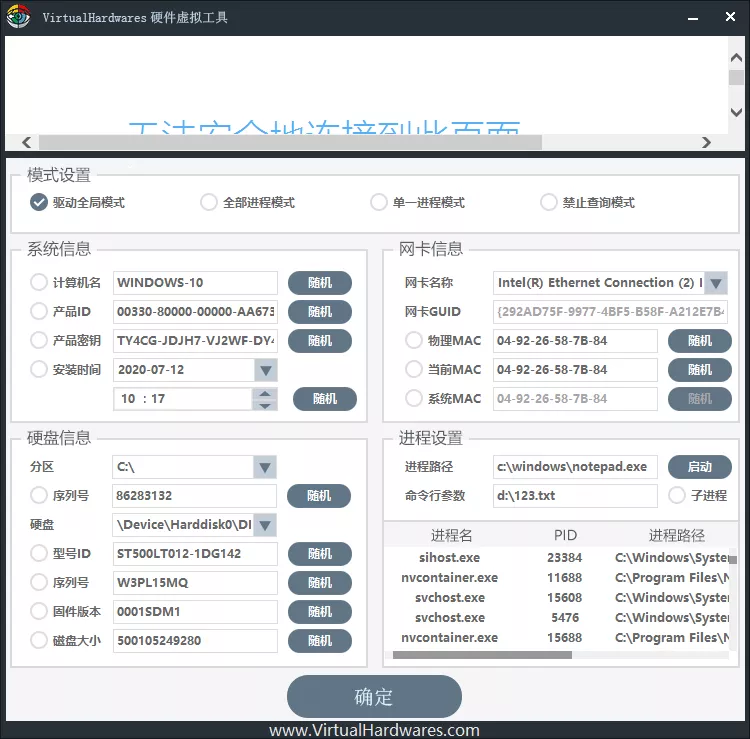 VirtualHardwares 硬件虚拟工具
无法安全地连接到此页面
模式设置
驱动全局模式 全部进程模式 单一进程模式 禁止查询模式
系统信息
计算机名 WINDOWS-10 随机
产品ID 00330-80000-00000-AA673 随机
产品密钥 TY4CG-JDJH7-VJ2WF-DY4 随机
安装时间 2020-07-12
10 : 17 随机
网卡信息
网卡名称 Intel(R) Ethernet Connection (2) I
网卡GUID {292AD75F-9977-4BF5-B58F-A212E7B4
物理MAC 04-92-26-58-7B-84 随机
当前MAC 04-92-26-58-7B-84 随机
系统MAC 04-92-26-58-7B-84 随机
硬盘信息
分区 C:\
序列号 86283132 随机
硬盘 \Device\Harddisk0\DI
型号ID ST500LT012-1DG142 随机
序列号 W3PL15MQ 随机
固件版本 0001SDM1 随机
磁盘大小 500105249280 随机
进程设置
进程路径 c:\windows\notepad.exe 启动
命令行参数 d:\123.txt 子进程
进程名 PID 进程路径
sihost.exe 23384 C:\Windows\Syste
nvcontainer.exe 11688 C:\Program Files\N
svchost.exe 15608 C:\Windows\Syste
svchost.exe 5476 C:\Windows\Syste
nvcontainer.exe 15688 C:\Program Files\N
确定
www.VirtualHardwares.com